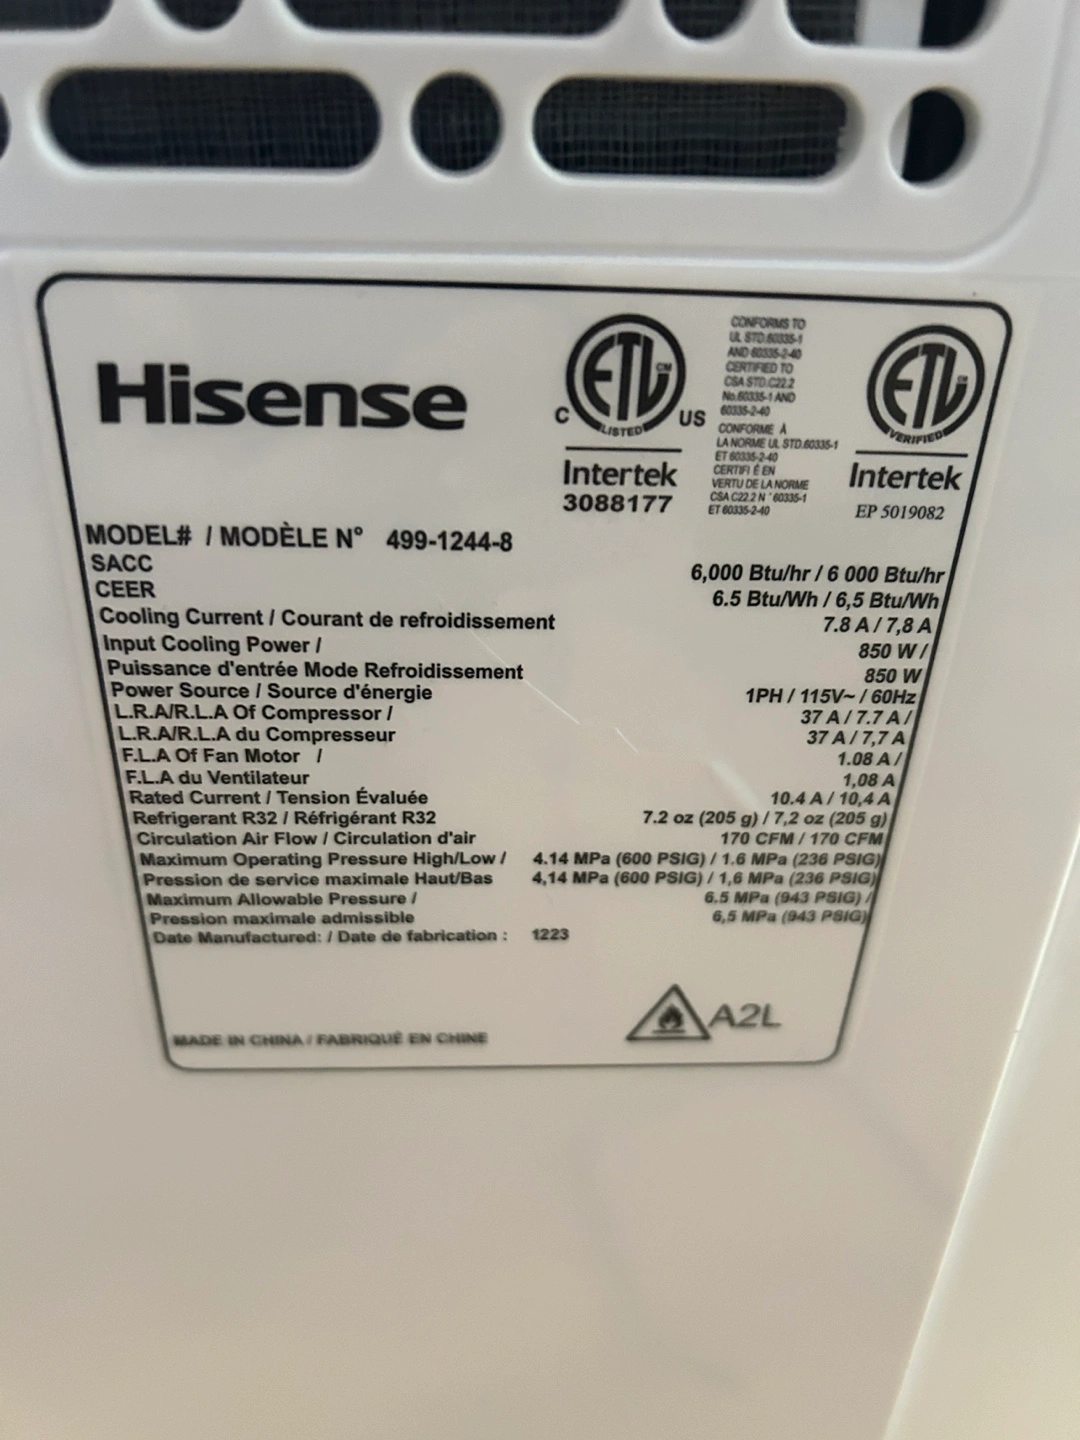 Hisense
C ETL CM US
LISTED
Intertek
3088177
CONFORMS TO
UL STD.60335-1
AND 60335-2-40
CERTIFIED TO
CSA STD.C22.2
No.60335-1 AND
60335-2-40
CONFORME À
LA NORME UL STD.60335-1
ET 60335-2-40
CERTIFI É EN
VERTU DE LA NORME
CSA C22.2 N ° 60335-1
ET 60335-2-40
ETL CM
VERIFIED
Intertek
EP 5019082
MODEL# / MODÈLE N° 499-1244-8
SACC 6,000 Btu/hr / 6 000 Btu/hr
CEER 6.5 Btu/Wh / 6,5 Btu/Wh
Cooling Current / Courant de refroidissement 7.8 A / 7,8 A
Input Cooling Power / 850 W /
Puissance d'entrée Mode Refroidissement 850 W
Power Source / Source d'énergie 1PH / 115V~ / 60Hz
L.R.A/R.L.A Of Compressor / 37 A / 7.7 A /
L.R.A/R.L.A du Compresseur 37 A / 7,7 A
F.L.A Of Fan Motor / 1.08 A /
F.L.A du Ventilateur 1,08 A
Rated Current / Tension Évaluée 10.4 A / 10,4 A
Refrigerant R32 / Réfrigérant R32 7.2 oz (205 g) / 7,2 oz (205 g)
Circulation Air Flow / Circulation d'air 170 CFM / 170 CFM
Maximum Operating Pressure High/Low / 4.14 MPa (600 PSIG) / 1.6 MPa (236 PSIG)
Pression de service maximale Haut/Bas 4,14 MPa (600 PSIG) / 1,6 MPa (236 PSIG)
Maximum Allowable Pressure / 6.5 MPa (943 PSIG) /
Pression maximale admissible 6,5 MPa (943 PSIG)
Date Manufactured: / Date de fabrication : 1223
A2L
MADE IN CHINA / FABRIQUÉ EN CHINE